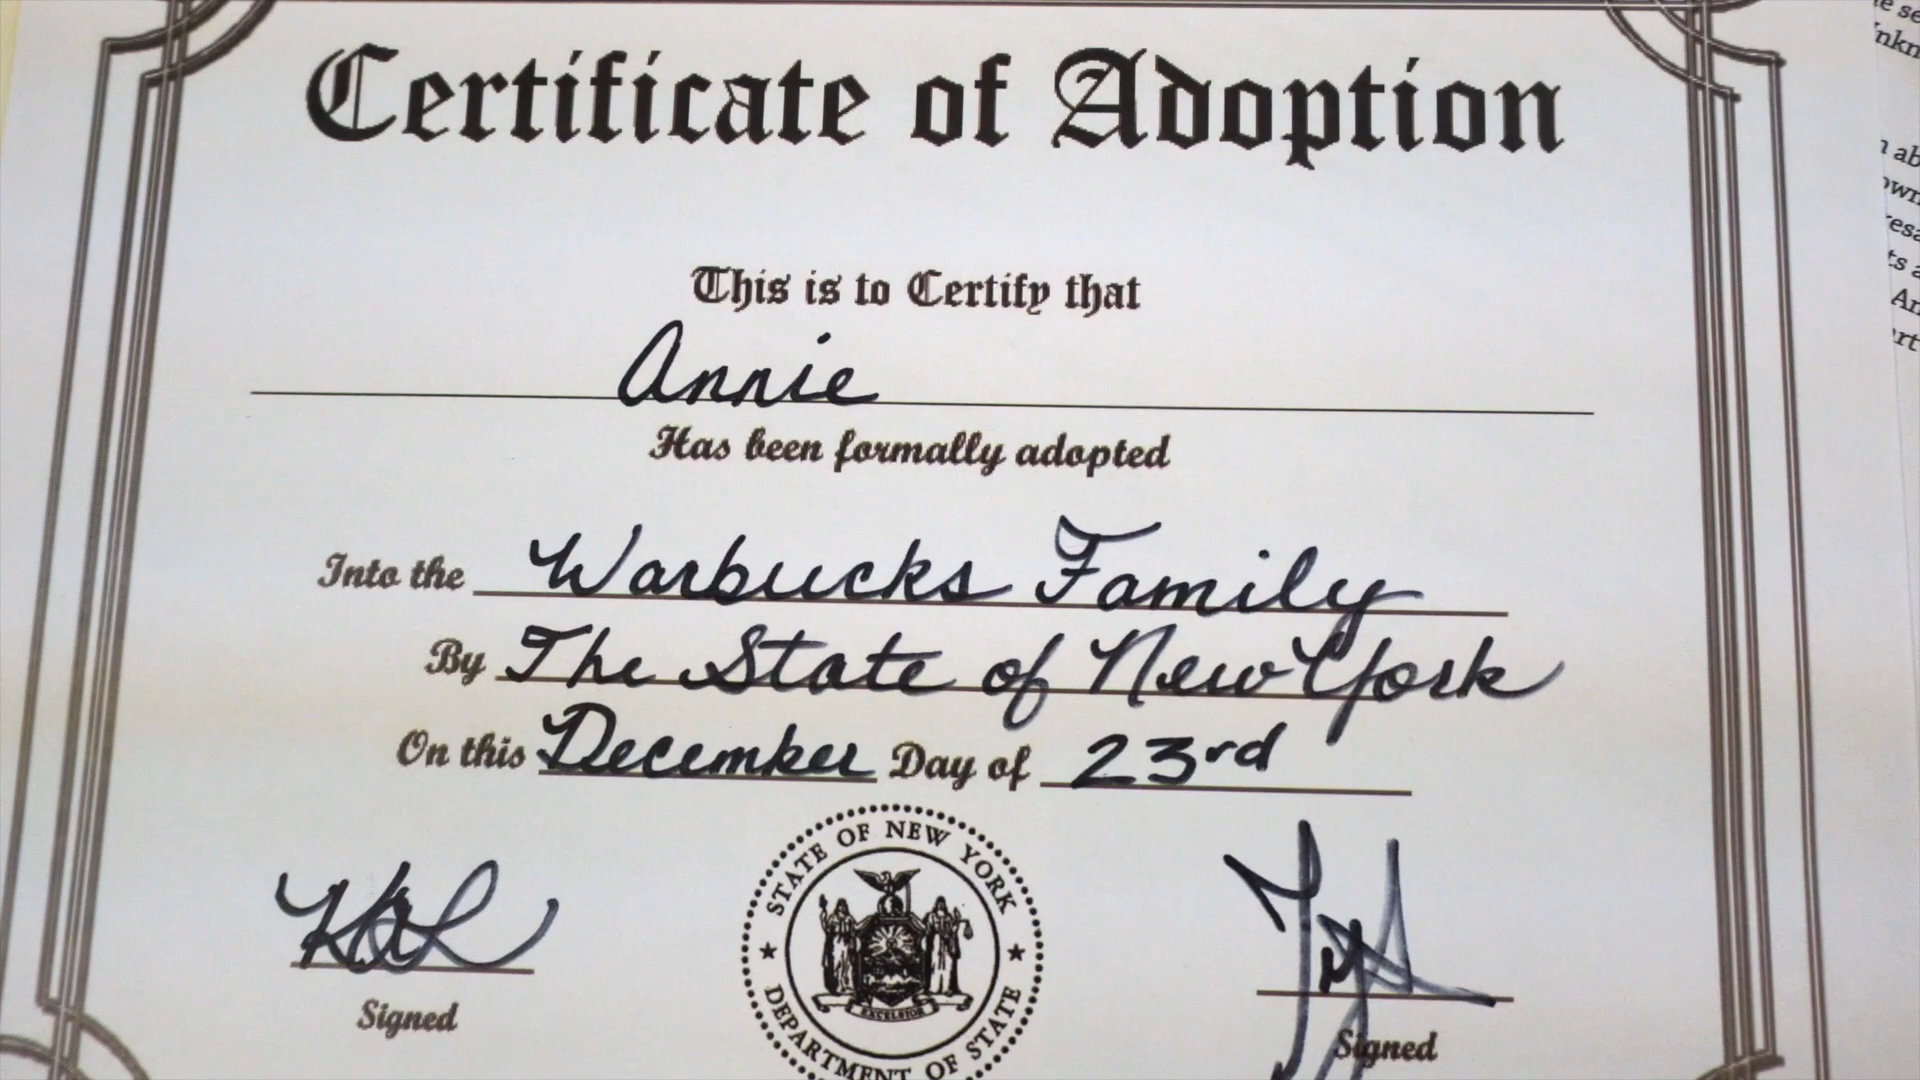 Certificate of Adoption
This is to Certify that
Annie
Has been formally adopted
Into the Warbucks Family
By The State of New York
On this December Day of 23rd
STATE OF NEW YORK
EXCELSIOR
DEPARTMENT OF STATE
Signed
Signed